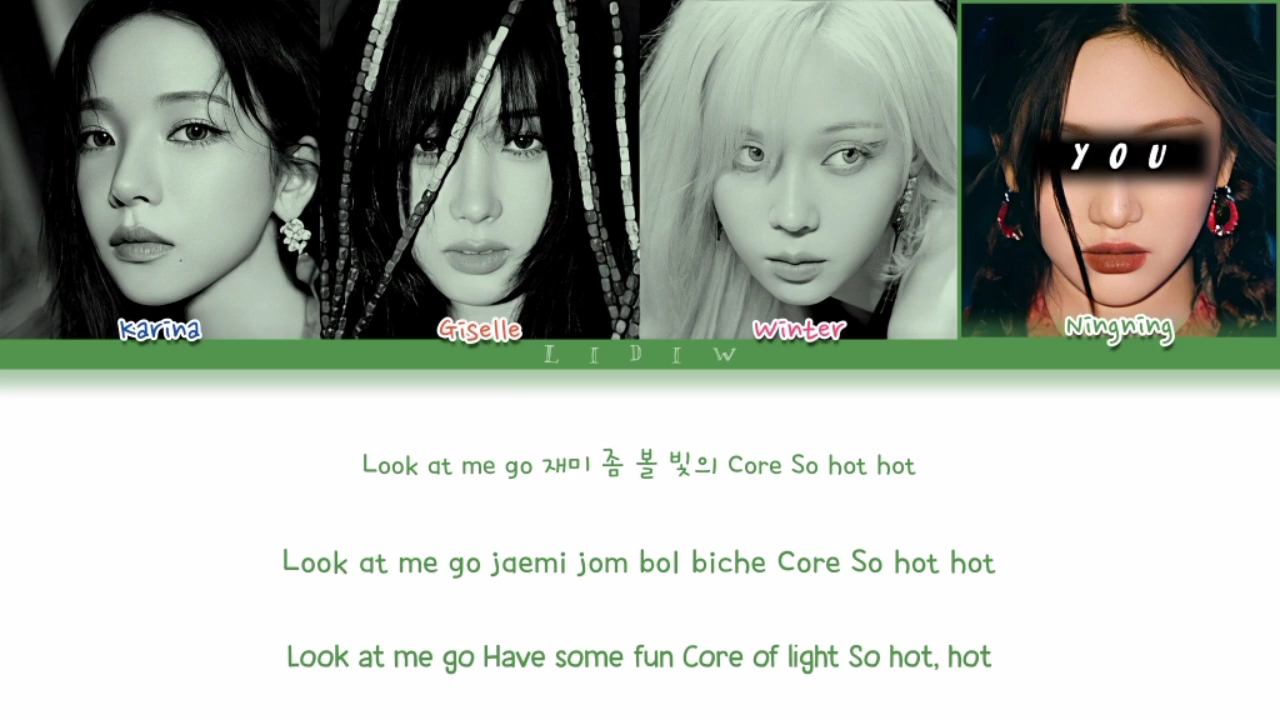 YOU
Karina
Giselle
Winter
Ningning
LIDIW
Look at me go 재미 좀 볼 빛의 Core So hot hot
Look at me go jaemi jom bol biche Core So hot hot
Look at me go Have some fun Core of light So hot, hot